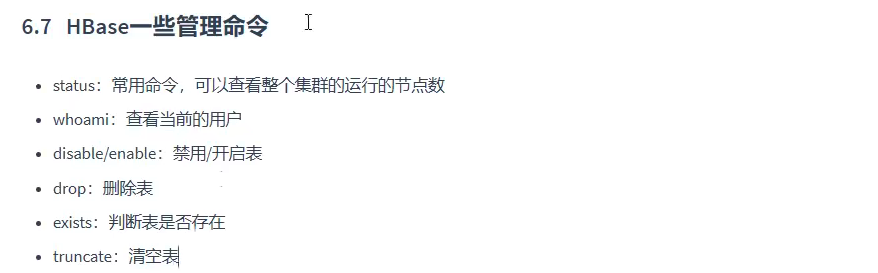 6.7 HBase一些管理命令
• status：常用命令，可以查看整个集群的运行的节点数
• whoami：查看当前的用户
• disable/enable：禁用/开启表
• drop：删除表
• exists：判断表是否存在
• truncate：清空表